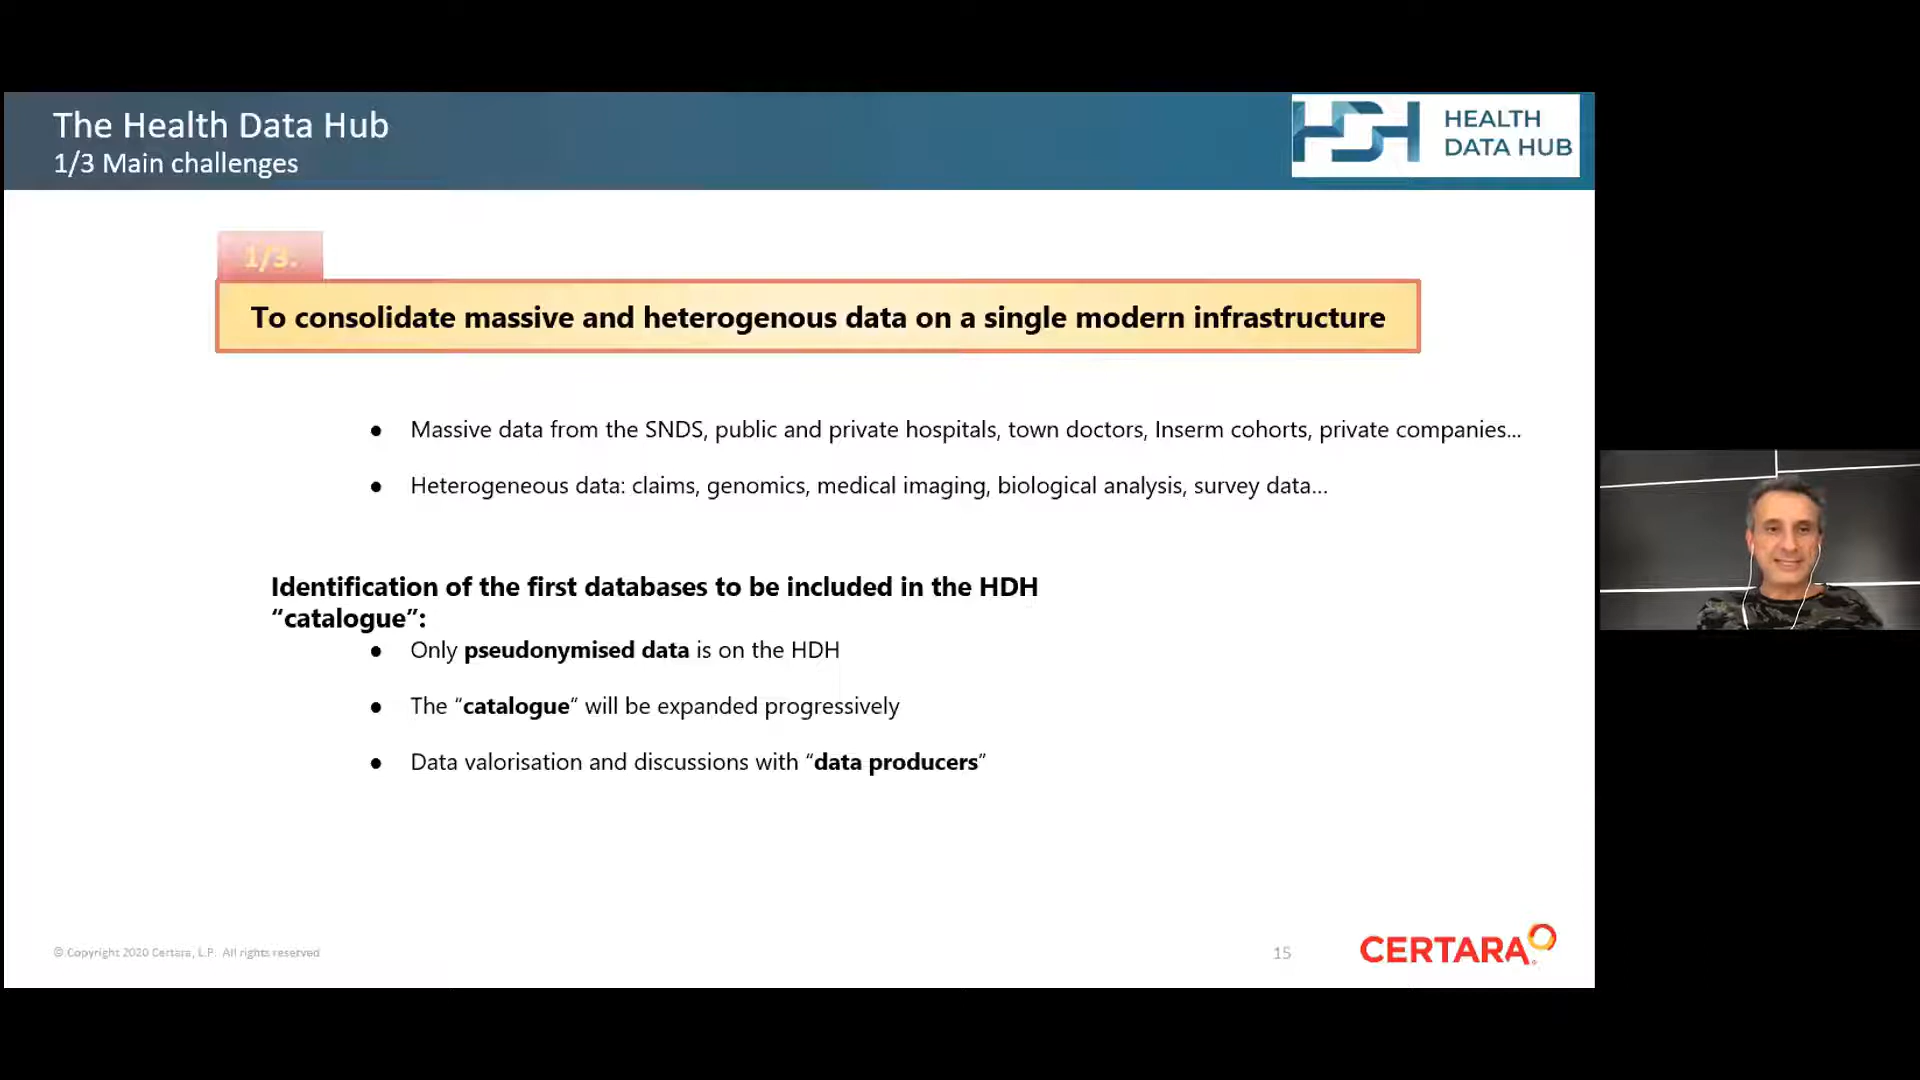 The Health Data Hub
1/3 Main challenges
HDH
HEALTH
DATA HUB
1/3.
To consolidate massive and heterogenous data on a single modern infrastructure
● Massive data from the SNDS, public and private hospitals, town doctors, Inserm cohorts, private companies...
● Heterogeneous data: claims, genomics, medical imaging, biological analysis, survey data...
Identification of the first databases to be included in the HDH
“catalogue”:
● Only pseudonymised data is on the HDH
● The “catalogue” will be expanded progressively
● Data valorisation and discussions with “data producers”
© Copyright 2020 Certara, L.P. All rights reserved
15
CERTARA